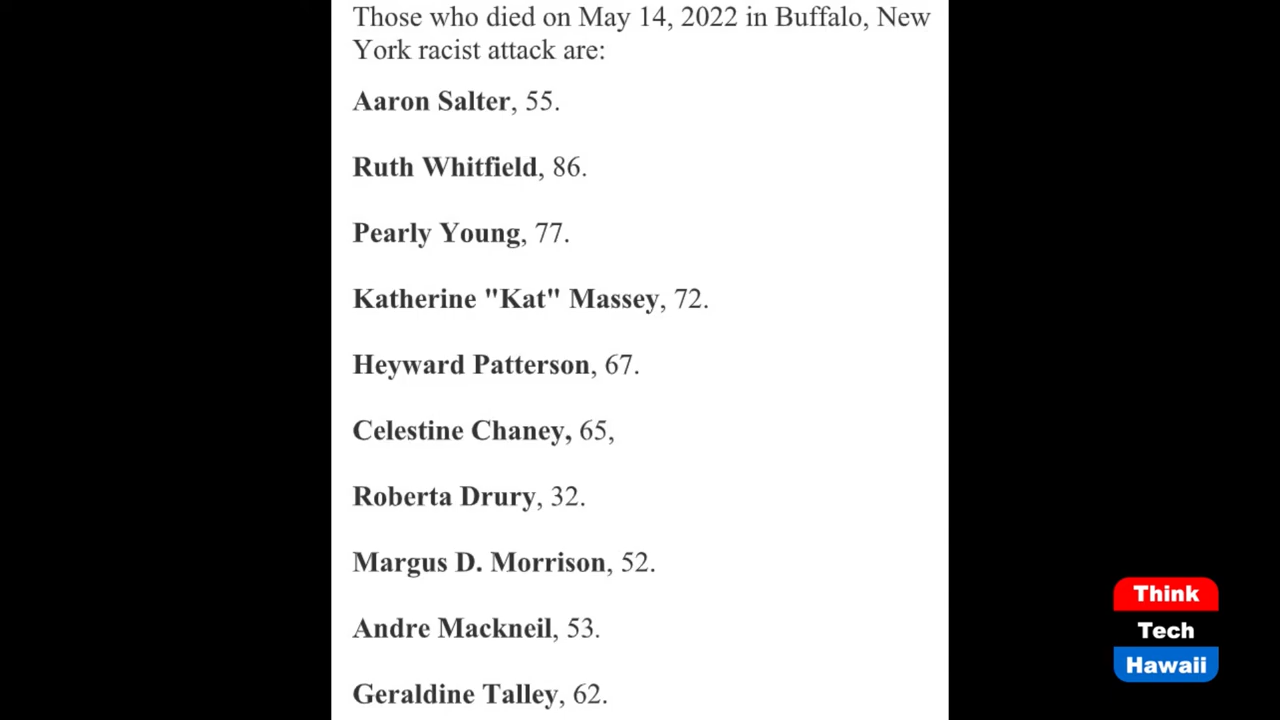 Those who died on May 14, 2022 in Buffalo, New
York racist attack are:
Aaron Salter, 55.
Ruth Whitfield, 86.
Pearly Young, 77.
Katherine "Kat" Massey, 72.
Heyward Patterson, 67.
Celestine Chaney, 65,
Roberta Drury, 32.
Margus D. Morrison, 52.
Andre Mackneil, 53.
Geraldine Talley, 62.
Think
Tech
Hawaii